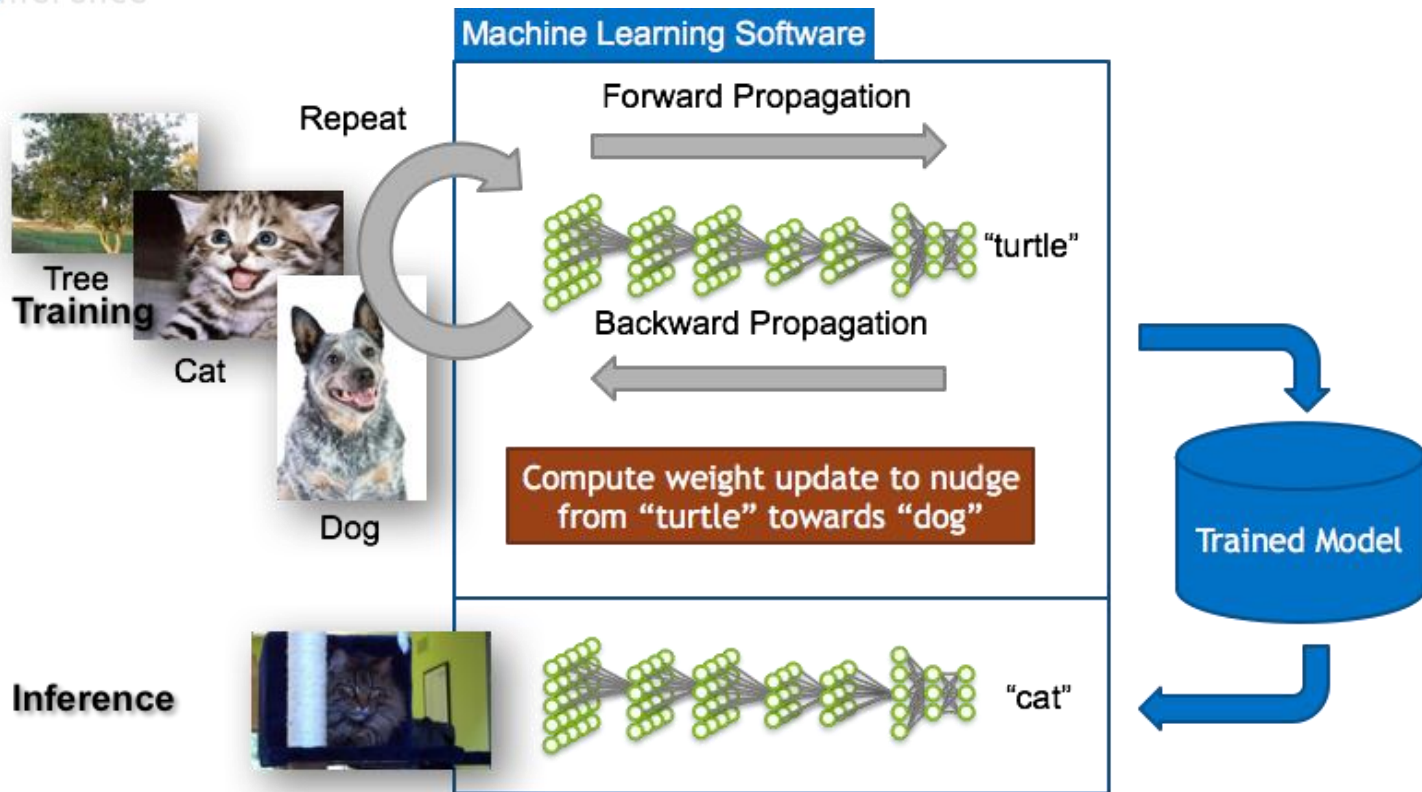 Machine Learning Software
Forward Propagation
Repeat
"turtle"
Tree
Training
Backward Propagation
Cat
Compute weight update to nudge
from “turtle” towards “dog”
Dog
Trained Model
Inference
"cat"